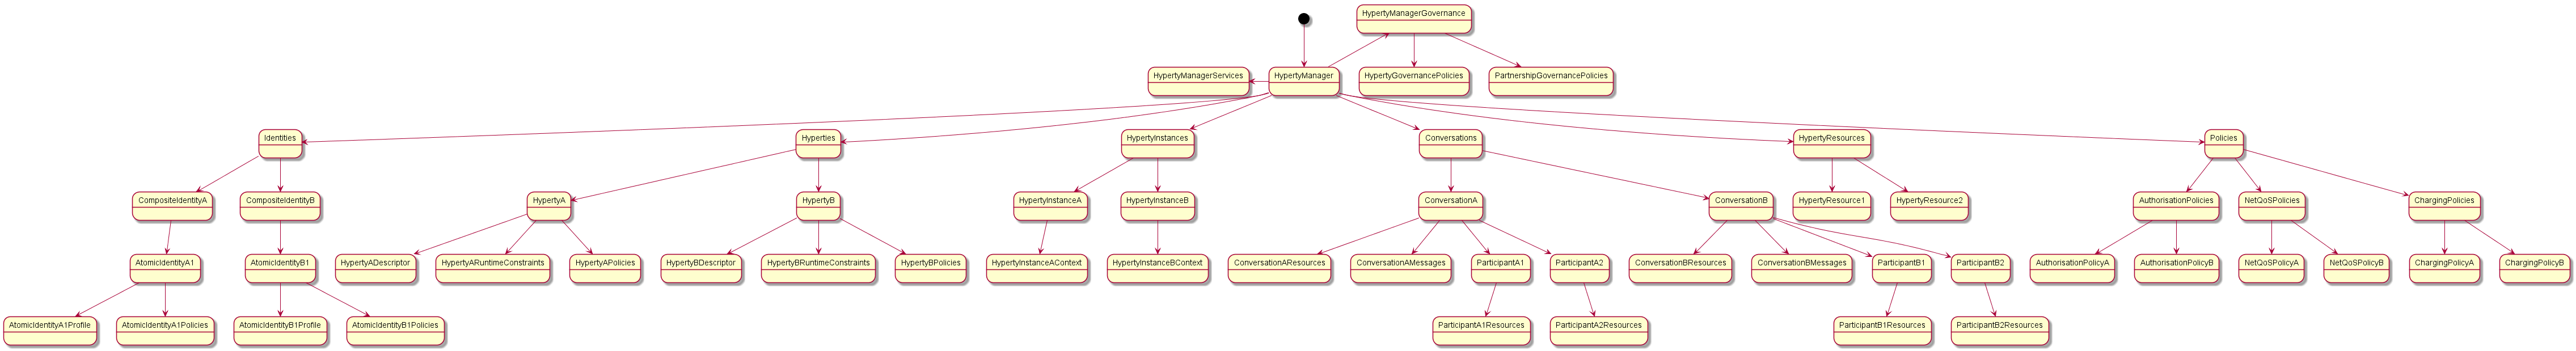 HypertyManagerGovernance
HypertyManagerServices
HypertyManager
HypertyGovernancePolicies
PartnershipGovernancePolicies
Identities
Hyperties
HypertyInstances
Conversations
HypertyResources
Policies
CompositeIdentityA
CompositeIdentityB
HypertyA
HypertyB
HypertyInstanceA
HypertyInstanceB
ConversationA
ConversationB
HypertyResource1
HypertyResource2
AuthorisationPolicies
NetQoSPolicies
ChargingPolicies
AtomicIdentityA1
AtomicIdentityB1
HypertyADescriptor
HypertyARuntimeConstraints
HypertyAPolicies
HypertyBDescriptor
HypertyBRuntimeConstraints
HypertyBPolicies
HypertyInstanceAContext
HypertyInstanceBContext
ConversationAResources
ConversationAMessages
ParticipantA1
ParticipantA2
ConversationBResources
ConversationBMessages
ParticipantB1
ParticipantB2
AuthorisationPolicyA
AuthorisationPolicyB
NetQoSPolicyA
NetQoSPolicyB
ChargingPolicyA
ChargingPolicyB
AtomicIdentityA1Profile
AtomicIdentityA1Policies
AtomicIdentityB1Profile
AtomicIdentityB1Policies
ParticipantA1Resources
ParticipantA2Resources
ParticipantB1Resources
ParticipantB2Resources